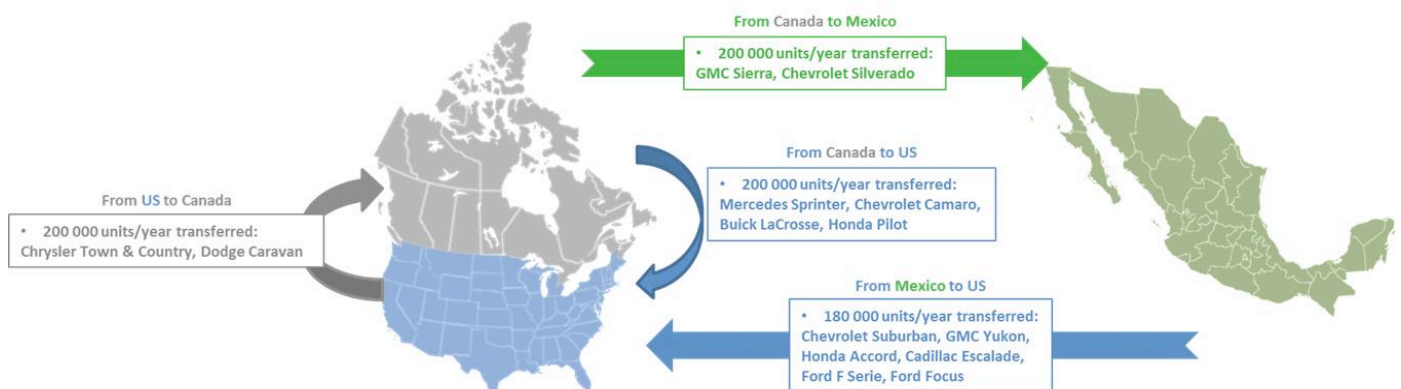 From Canada to Mexico
• 200 000 units/year transferred:
GMC Sierra, Chevrolet Silverado
From Canada to US
• 200 000 units/year transferred:
Mercedes Sprinter, Chevrolet Camaro,
Buick LaCrosse, Honda Pilot
From US to Canada
• 200 000 units/year transferred:
Chrysler Town & Country, Dodge Caravan
From Mexico to US
• 180 000 units/year transferred:
Chevrolet Suburban, GMC Yukon,
Honda Accord, Cadillac Escalade,
Ford F Serie, Ford Focus